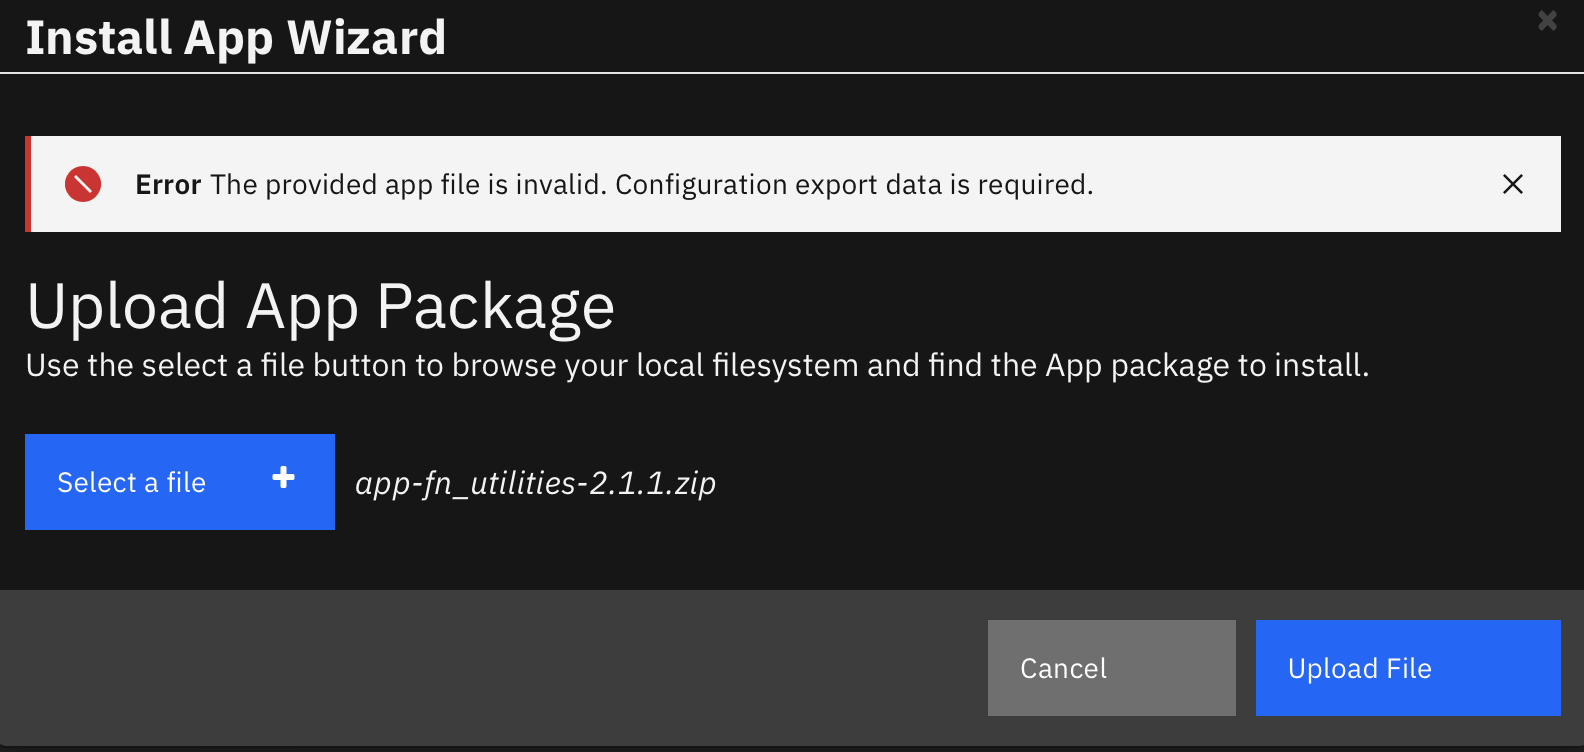 Install App Wizard
Error The provided app file is invalid. Configuration export data is required.
Upload App Package
Use the select a file button to browse your local filesystem and find the App package to install.
Select a file
app-fn_utilities-2.1.1.zip
Cancel
Upload File